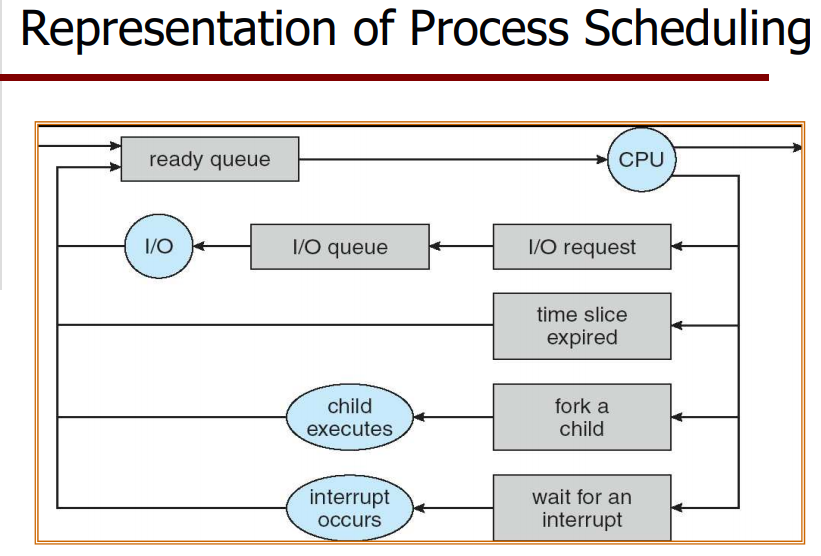 Representation of Process Scheduling
ready queue
CPU
I/O
I/O queue
I/O request
time slice
expired
child
executes
fork a
child
interrupt
occurs
wait for an
interrupt